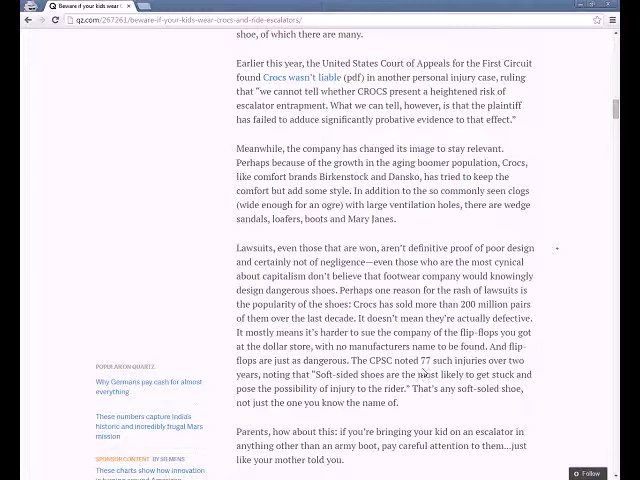 Beware if your kids wear
qz.com/267261/beware-if-your-kids-wear-crocs-and-ride-escalators/
shoe, of which there are many.
Earlier this year, the United States Court of Appeals for the First Circuit
found Crocs wasn't liable (pdf) in another personal injury case, ruling
that “we cannot tell whether CROCS present a heightened risk of
escalator entrapment. What we can tell, however, is that the plaintiff
has failed to adduce significantly probative evidence to that effect.”
Meanwhile, the company has changed its image to stay relevant.
Perhaps because of the growth in the aging boomer population, Crocs,
like comfort brands Birkenstock and Dansko, has tried to keep the
comfort but add some style. In addition to the so commonly seen clogs
(wide enough for an ogre) with large ventilation holes, there are wedge
sandals, loafers, boots and Mary Janes.
Lawsuits, even those that are won, aren't definitive proof of poor design
and certainly not of negligence—even those who are the most cynical
about capitalism don't believe that footwear company would knowingly
design dangerous shoes. Perhaps one reason for the rash of lawsuits is
the popularity of the shoes: Crocs has sold more than 200 million pairs
of them over the last decade. It doesn't mean they're actually defective.
It mostly means it's harder to sue the company of the flip-flops you got
at the dollar store, with no manufacturers name to be found. And flip-
flops are just as dangerous. The CPSC noted 77 such injuries over two
years, noting that “Soft-sided shoes are the most likely to get stuck and
pose the possibility of injury to the rider.” That's any soft-soled shoe,
not just the one you know the name of.
Parents, how about this: if you're bringing your kid on an escalator in
anything other than an army boot, pay careful attention to them...just
like your mother told you.
POPULAR ON QUARTZ
Why Germans pay cash for almost
everything
These numbers capture India's
historic and incredibly frugal Mars
mission
SPONSOR CONTENT BY SIEMENS
These charts show how innovation
Follow